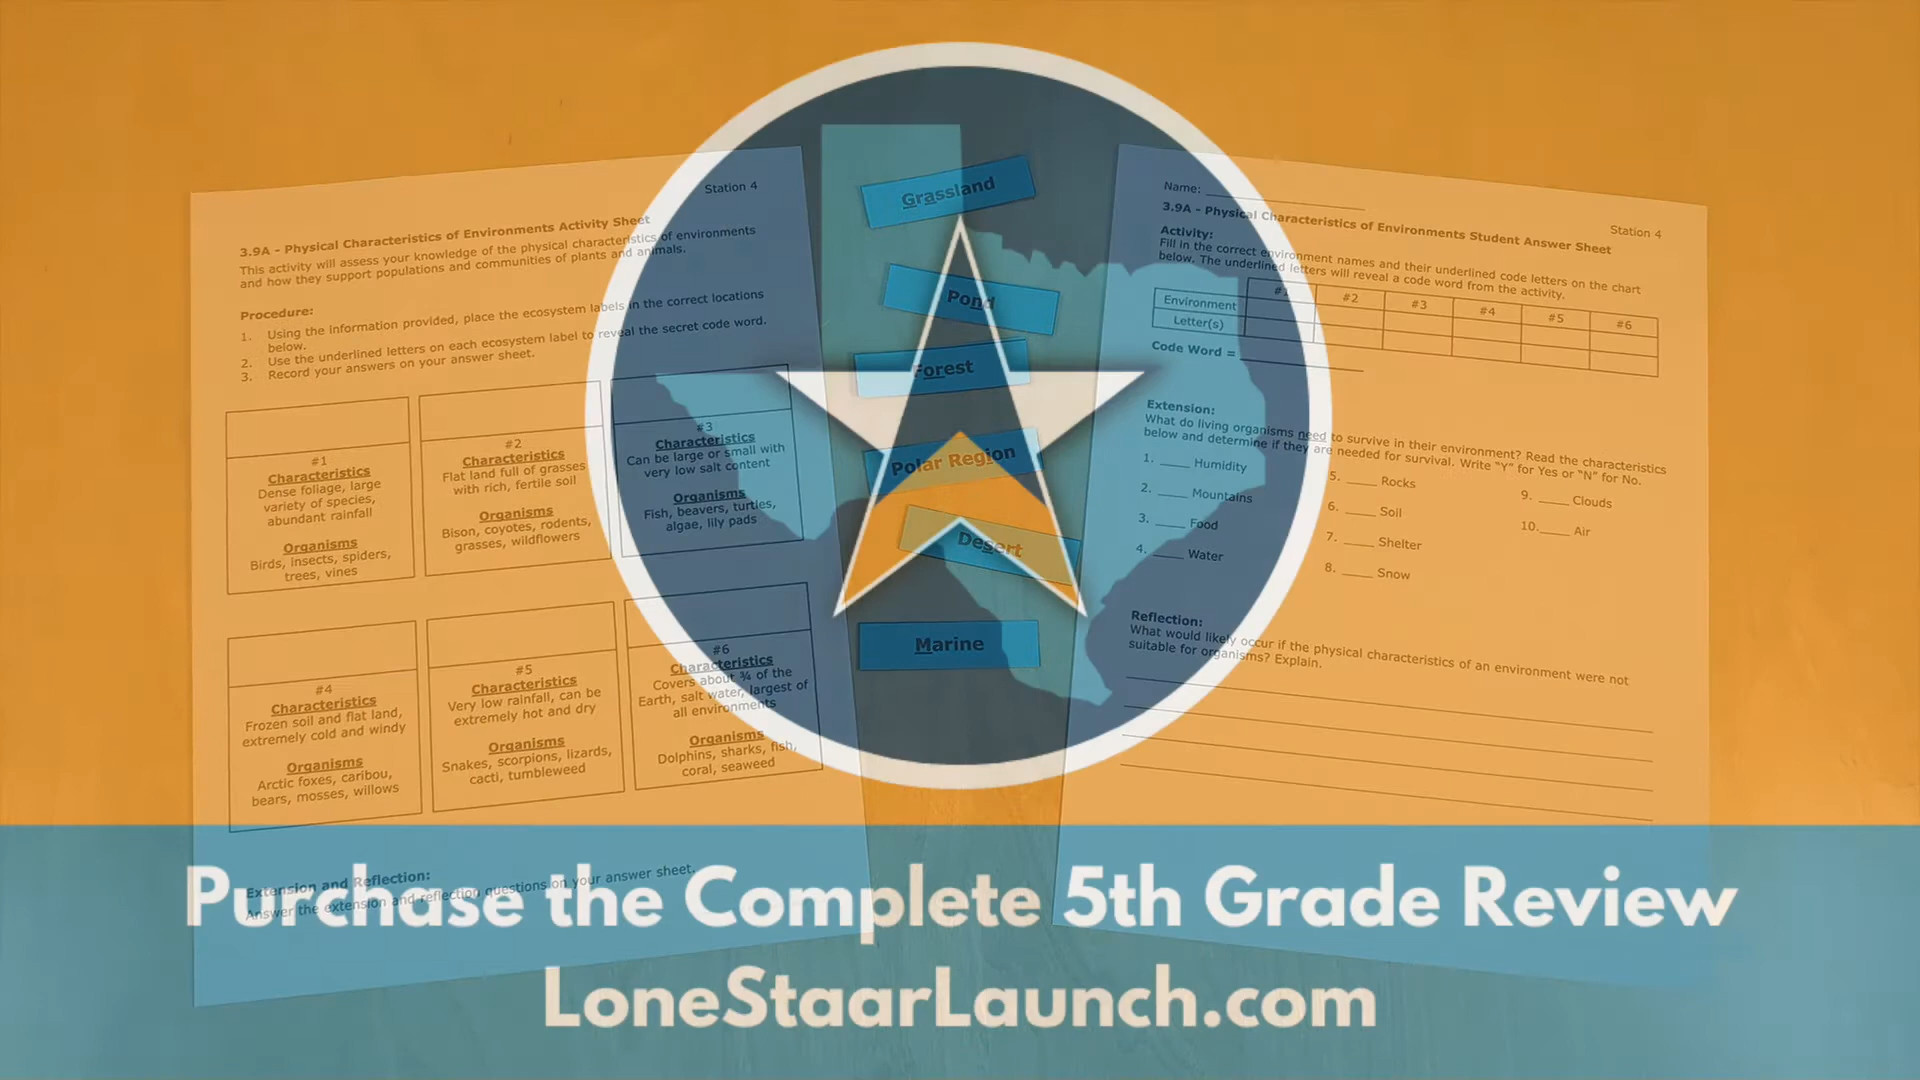 Station 4
3.9A - Physical Characteristics of Environments Activity Sheet
This activity will assess your knowledge of the physical characteristics of environments
and how they support populations and communities of plants and animals.
Procedure:
1. Using the information provided, place the ecosystem labels in the correct locations
below.
2. Use the underlined letters on each ecosystem label to reveal the secret code word.
3. Record your answers on your answer sheet.
#1
Characteristics
Dense foliage, large
variety of species,
abundant rainfall
Organisms
Birds, insects, spiders,
trees, vines
#2
Characteristics
Flat land full of grasses
with rich, fertile soil
Organisms
Bison, coyotes, rodents,
grasses, wildflowers
#3
Characteristics
Can be large or small with
very low salt content
Organisms
Fish, beavers, turtles,
algae, lily pads
#4
Characteristics
Frozen soil and flat land,
extremely cold and windy
Organisms
Arctic foxes, caribou,
bears, mosses, willows
#5
Characteristics
Very low rainfall, can be
extremely hot and dry
Organisms
Snakes, scorpions, lizards,
cacti, tumbleweed
#6
Characteristics
Covers about ¾ of the
Earth, salt water, largest of
all environments
Organisms
Dolphins, sharks, fish,
coral, seaweed
Extension and Reflection:
Answer the extension and reflection questions on your answer sheet.
Grassland
Pond
Forest
Polar Region
Desert
Marine
Name:
Station 4
3.9A - Physical Characteristics of Environments Student Answer Sheet
Activity:
Fill in the correct environment names and their underlined code letters on the chart
below. The underlined letters will reveal a code word from the activity.
#1 #2 #3 #4 #5 #6
Environment
Letter(s)
Code Word =
Extension:
What do living organisms need to survive in their environment? Read the characteristics
below and determine if they are needed for survival. Write "Y" for Yes or "N" for No.
1. ____ Humidity
2. ____ Mountains
3. ____ Food
4. ____ Water
5. ____ Rocks
6. ____ Soil
7. ____ Shelter
8. ____ Snow
9. ____ Clouds
10. ____ Air
Reflection:
What would likely occur if the physical characteristics of an environment were not
suitable for organisms? Explain.
Purchase the Complete 5th Grade Review
LoneStaarLaunch.com